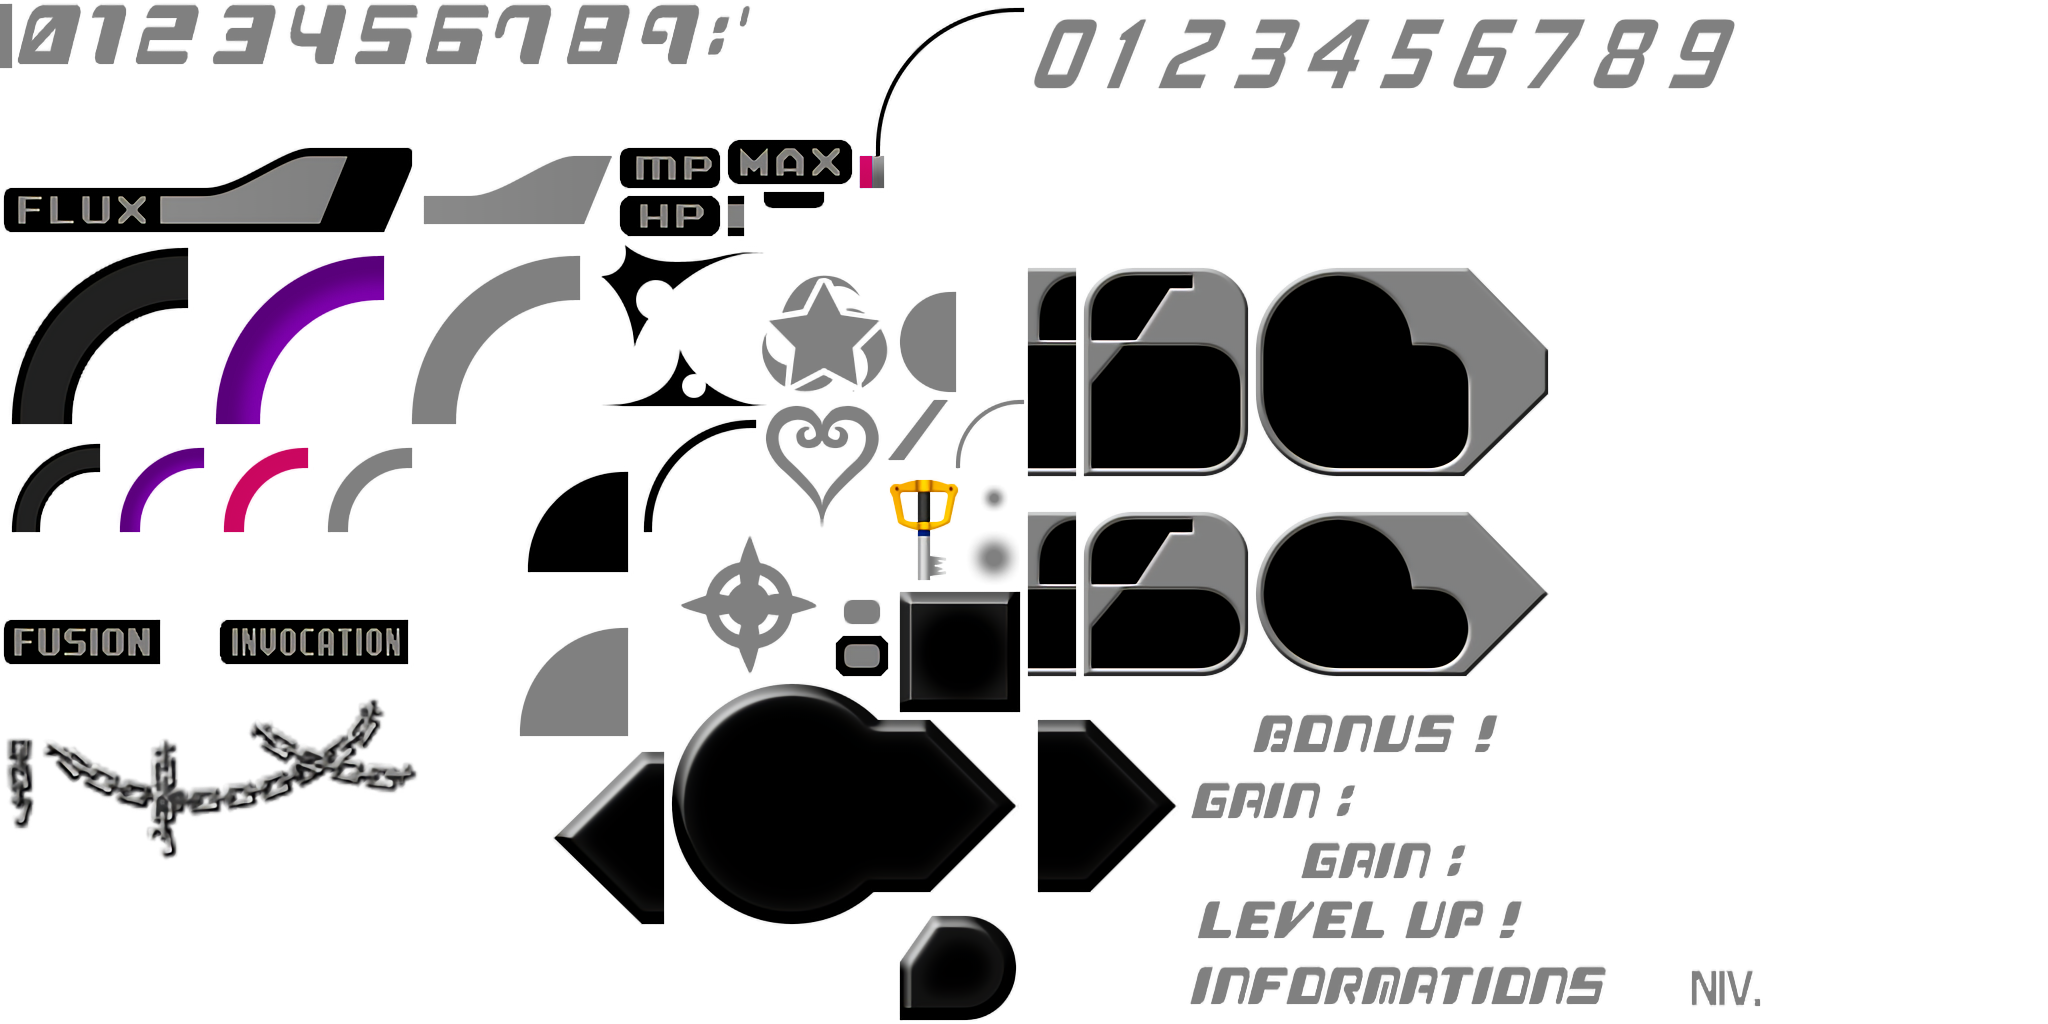 0123456789:'
0123456789
MP
MAX
FLUX
HP
FUSION
INVOCATION
BONUS !
GAIN :
GAIN :
LEVEL UP !
INFORMATIONS
NIV.